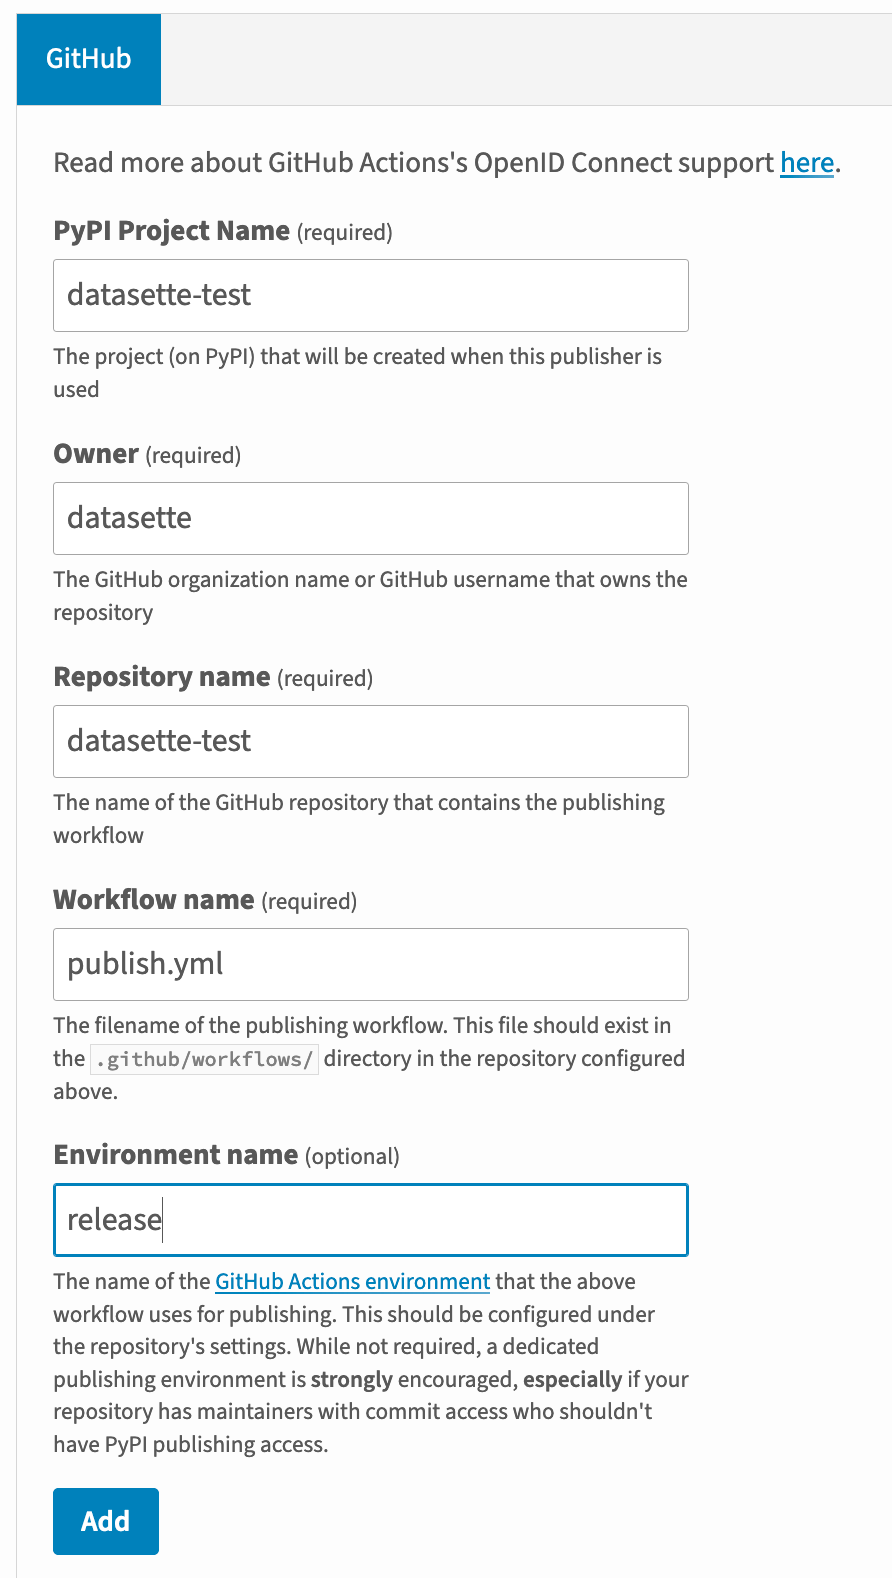 GitHub
Read more about GitHub Actions's OpenID Connect support here.
PyPI Project Name (required)
datasette-test
The project (on PyPI) that will be created when this publisher is
used
Owner (required)
datasette
The GitHub organization name or GitHub username that owns the
repository
Repository name (required)
datasette-test
The name of the GitHub repository that contains the publishing
workflow
Workflow name (required)
publish.yml
The filename of the publishing workflow. This file should exist in
the .github/workflows/ directory in the repository configured
above.
Environment name (optional)
release
The name of the GitHub Actions environment that the above
workflow uses for publishing. This should be configured under
the repository's settings. While not required, a dedicated
publishing environment is strongly encouraged, especially if your
repository has maintainers with commit access who shouldn't
have PyPI publishing access.
Add